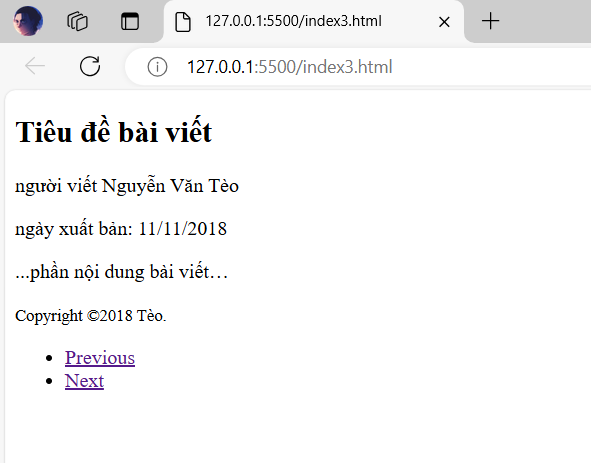 127.0.0.1:5500/index3.html
127.0.0.1:5500/index3.html
Tiêu đề bài viết
người viết Nguyễn Văn Tèo
ngày xuất bản: 11/11/2018
...phần nội dung bài viết…
Copyright ©2018 Tèo.
Previous
Next